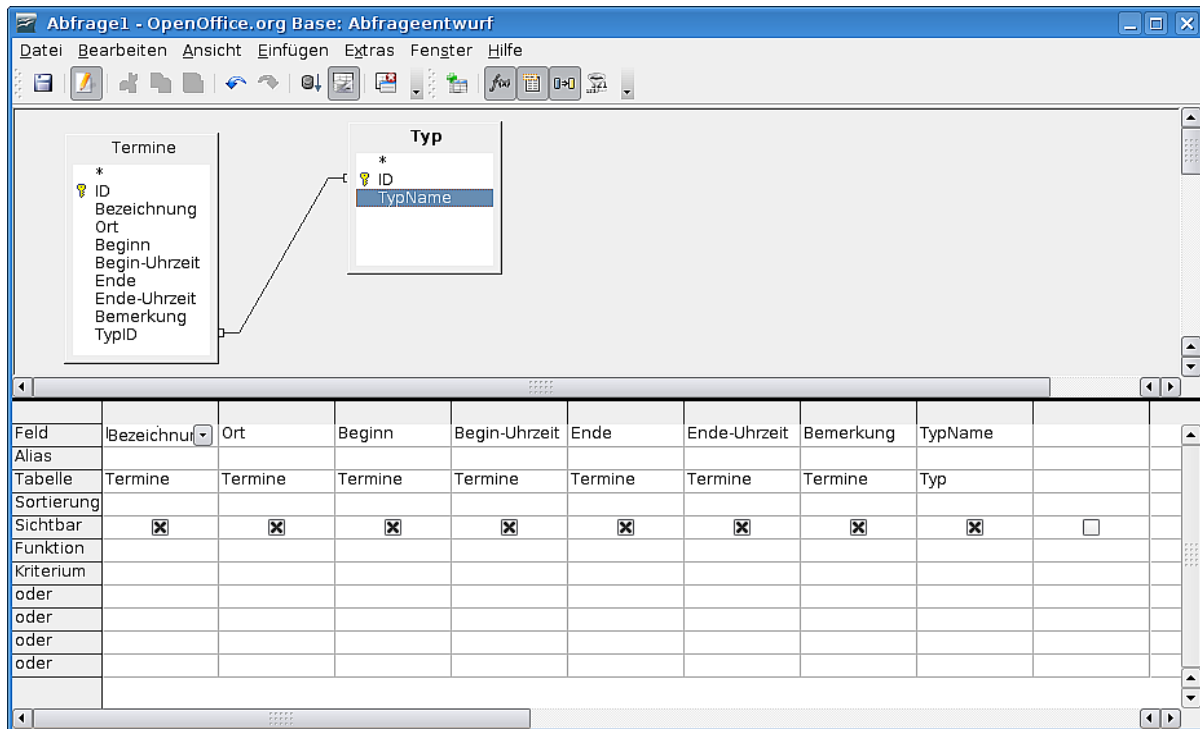 Abfrage1 - OpenOffice.org Base: Abfrageentwurf
Datei Bearbeiten Ansicht Einfügen Extras Fenster Hilfe
Termine
*
ID
Bezeichnung
Ort
Beginn
Begin-Uhrzeit
Ende
Ende-Uhrzeit
Bemerkung
TypID
Typ
*
ID
TypName
Feld Bezeichnun Ort Beginn Begin-Uhrzeit Ende Ende-Uhrzeit Bemerkung TypName
Alias
Tabelle Termine Termine Termine Termine Termine Termine Termine Typ
Sortierung
Sichtbar
Funktion
Kriterium
oder
oder
oder
oder